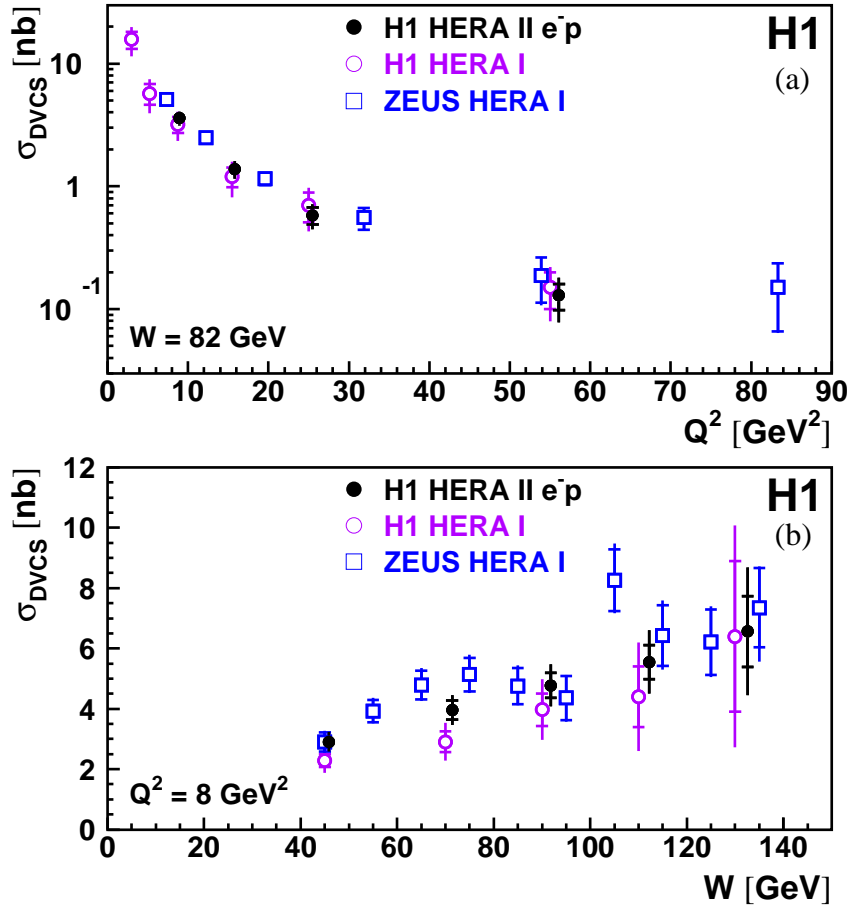 H1 HERA II e⁻p
H1 HERA I
ZEUS HERA I
H1
(a)
σDVCS [nb]
10
1
10⁻¹
W = 82 GeV
0 10 20 30 40 50 60 70 80 90
Q² [GeV²]
H1 HERA II e⁻p
H1 HERA I
ZEUS HERA I
H1
(b)
σDVCS [nb]
12
10
8
6
4
2
0
Q² = 8 GeV²
0 20 40 60 80 100 120 140
W [GeV]